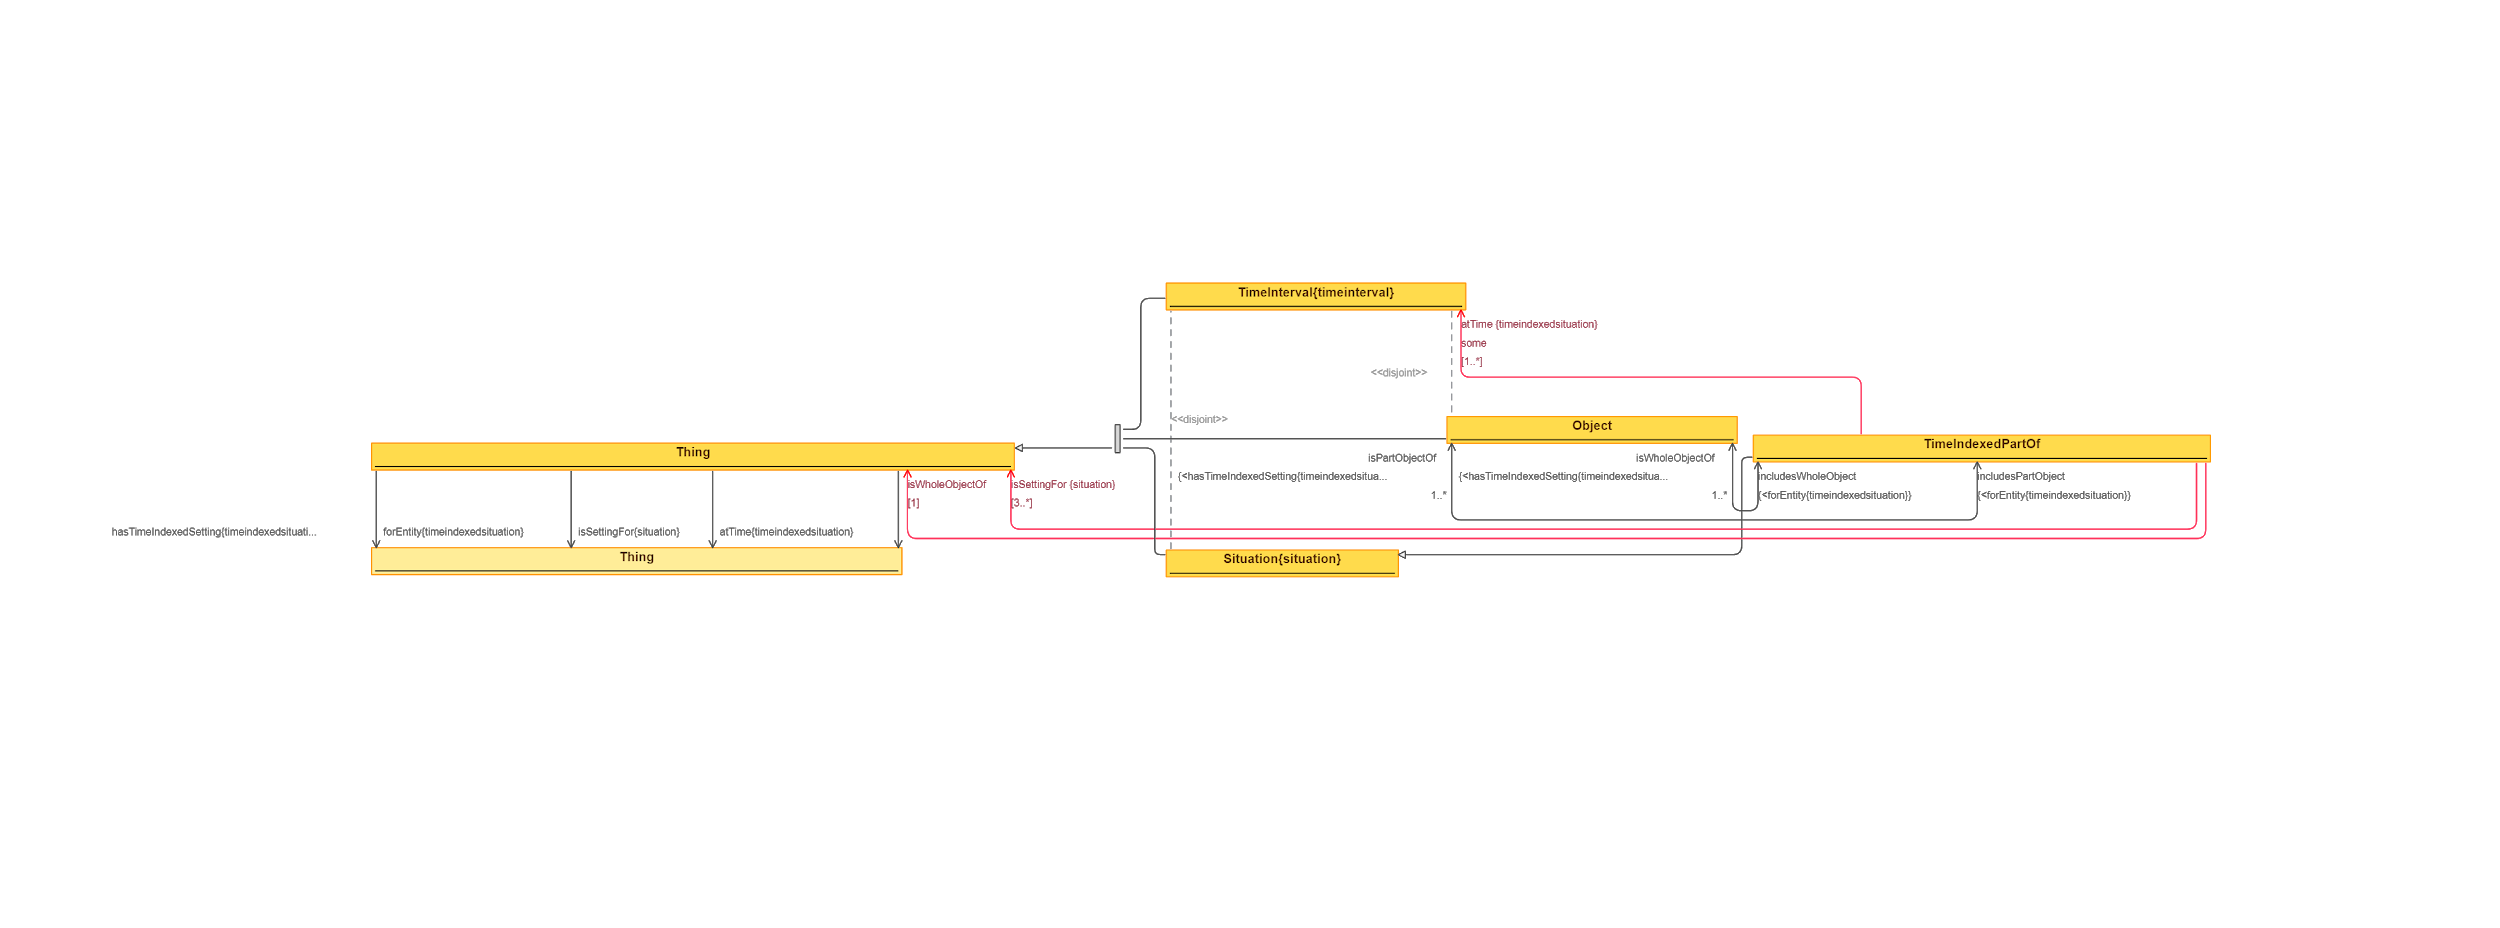 TimeInterval{timeinterval}
atTime {timeindexedsituation}
some
[1..*]
<<disjoint>>
<<disjoint>>
Object
TimeIndexedPartOf
Thing
isPartObjectOf
{<hasTimeIndexedSetting{timeindexedsitua...
1..*
isWholeObjectOf
{<hasTimeIndexedSetting{timeindexedsitua...
1..*
includesWholeObject
{<forEntity{timeindexedsituation}}
includesPartObject
{<forEntity{timeindexedsituation}}
isWholeObjectOf
[1]
isSettingFor {situation}
[3..*]
hasTimeIndexedSetting{timeindexedsituati...
forEntity{timeindexedsituation}
isSettingFor{situation}
atTime{timeindexedsituation}
Thing
Situation{situation}